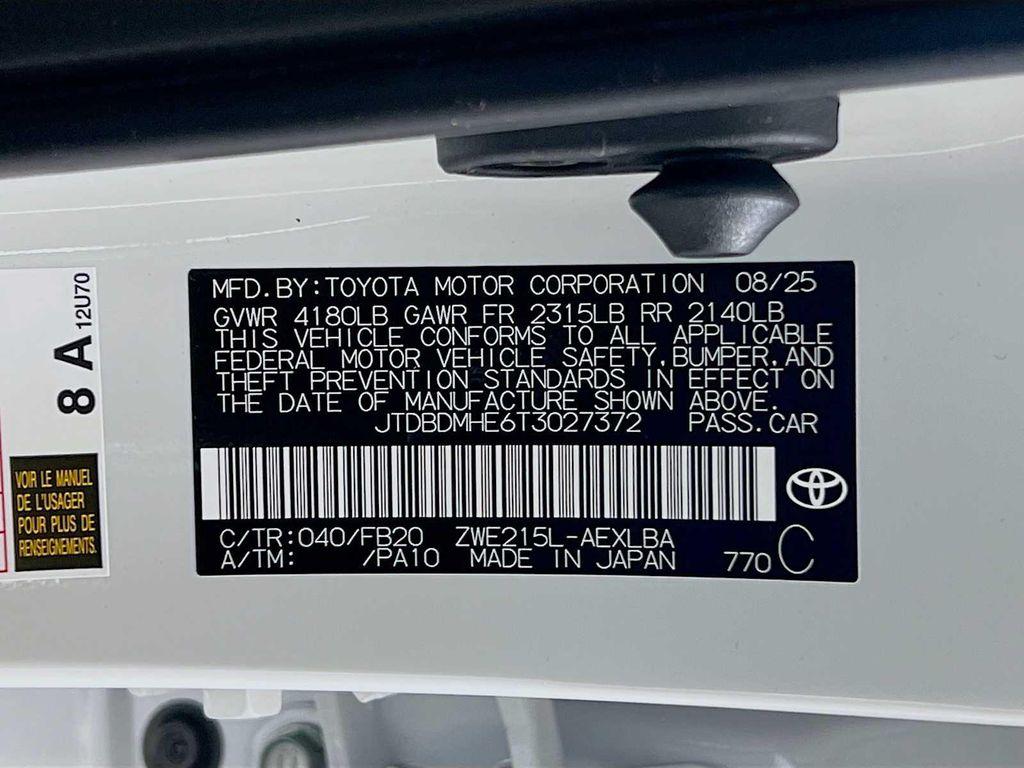 MFD.BY:TOYOTA MOTOR CORPORATION 08/25
GVWR 4180LB GAWR FR 2315LB RR 2140LB
THIS VEHICLE CONFORMS TO ALL APPLICABLE
FEDERAL MOTOR VEHICLE SAFETY,BUMPER,AND
THEFT PREVENTION STANDARDS IN EFFECT ON
THE DATE OF MANUFACTURE SHOWN ABOVE.
JTDBDMHE6T3027372 PASS.CAR
C/TR:040/FB20 ZWE215L-AEXLBA
A/TM: /PA10 MADE IN JAPAN 770 C
8 A 12U70
VOIR LE MANUEL
DE L'USAGER
POUR PLUS DE
RENSEIGNEMENTS.